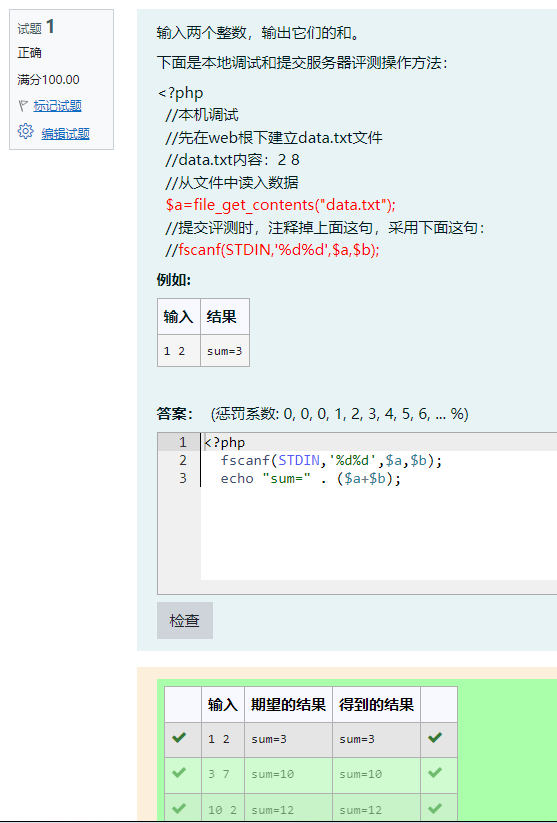 试题 1
正确
满分100.00
标记试题
编辑试题
输入两个整数，输出它们的和。
下面是本地调试和提交服务器评测操作方法：
<?php
//本机调试
//先在web根下建立data.txt文件
//data.txt内容：2 8
//从文件中读入数据
$a=file_get_contents("data.txt");
//提交评测时，注释掉上面这句，采用下面这句：
//fscanf(STDIN,'%d%d',$a,$b);
例如:
输入 结果
1 2 sum=3
答案： (惩罚系数: 0, 0, 0, 1, 2, 3, 4, 5, 6, ... %)
1 <?php
2 fscanf(STDIN,'%d%d',$a,$b);
3 echo "sum=" . ($a+$b);
检查
输入 期望的结果 得到的结果
1 2 sum=3 sum=3
3 7 sum=10 sum=10
10 2 sum=12 sum=12